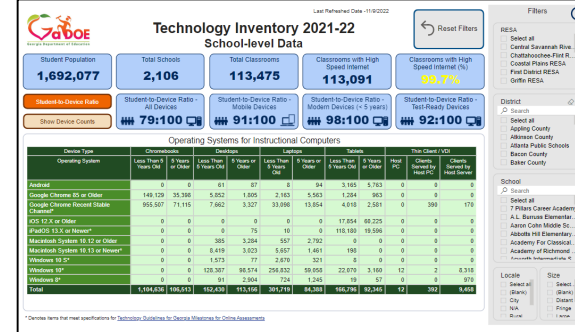 Last Refreshed Date -11/9/2022
GaDOE
Georgia Department of Education
Technology Inventory 2021-22
School-level Data
Reset Filters
Student Population
1,692,077
Total Schools
2,106
Total Classrooms
113,475
Classrooms with High Speed Internet
113,091
Classrooms with High Speed Internet (%)
99.7%
Student-to-Device Ratio
Show Device Counts
Student-to-Device Ratio - All Devices
79:100
Student-to-Device Ratio - Mobile Devices
91:100
Student-to-Device Ratio - Modern Devices (< 5 years)
98:100
Student-to-Device Ratio - Test-Ready Devices
92:100
Operating Systems for Instructional Computers
Device Type Chromebooks Desktops Laptops Tablets Thin Client / VDI
Operating System Less Than 5 Years Old 5 Years or Older Less Than 5 Years Old 5 Years or Older Less Than 5 Years Old 5 Years or Older Less Than 5 Years Old 5 Years or Older Host PC Clients Served by Host PC Clients Served by Host Server
Android 0 0 61 87 8 94 3,165 5,763 0 0 0
Google Chrome 85 or Older 149,129 35,398 5,852 1,805 2,163 5,563 1,284 963 0 0 0
Google Chrome Recent Stable Channel* 955,507 71,115 7,662 3,327 33,098 13,854 4,018 2,581 0 390 170
iOS 12.X or Older 0 0 0 0 0 0 17,854 60,225 0 0 0
iPadOS 13.X or Newer* 0 0 75 10 0 0 118,180 19,596 0 0 0
Macintosh System 10.12 or Older 0 0 385 3,284 557 2,792 0 0 0 0 0
Macintosh System 10.13 or Newer* 0 0 8,419 3,023 5,657 1,461 198 0 0 0 0
Windows 10 S* 0 0 1,573 77 2,670 321 8 0 0 0 0
Windows 10* 0 0 128,387 98,574 256,832 59,058 22,070 3,160 12 2 8,318
Windows 8* 0 0 91 2,904 724 1,245 19 57 0 0 970
Total 1,104,636 106,513 152,430 113,156 301,719 84,388 166,796 92,345 12 392 9,458
* Denotes items that meet specifications for Technology Guidelines for Georgia Milestones for Online Assessments
Filters
RESA
Select all
Central Savannah Rive...
Chattahoochee-Flint R...
Coastal Plains RESA
First District RESA
Griffin RESA
District
Search
Select all
Appling County
Atkinson County
Atlanta Public Schools
Bacon County
Baker County
School
Search
Select all
7 Pillars Career Academy
A.L. Burruss Elementar...
Aaron Cohn Middle Sc...
Abbotts Hill Elementary...
Academy For Classical...
Academy of Richmond ...
Locale
Select all
(Blank)
City
N/A
Rural
Size
Select...
(Blank)
Distant
Fringe
Large